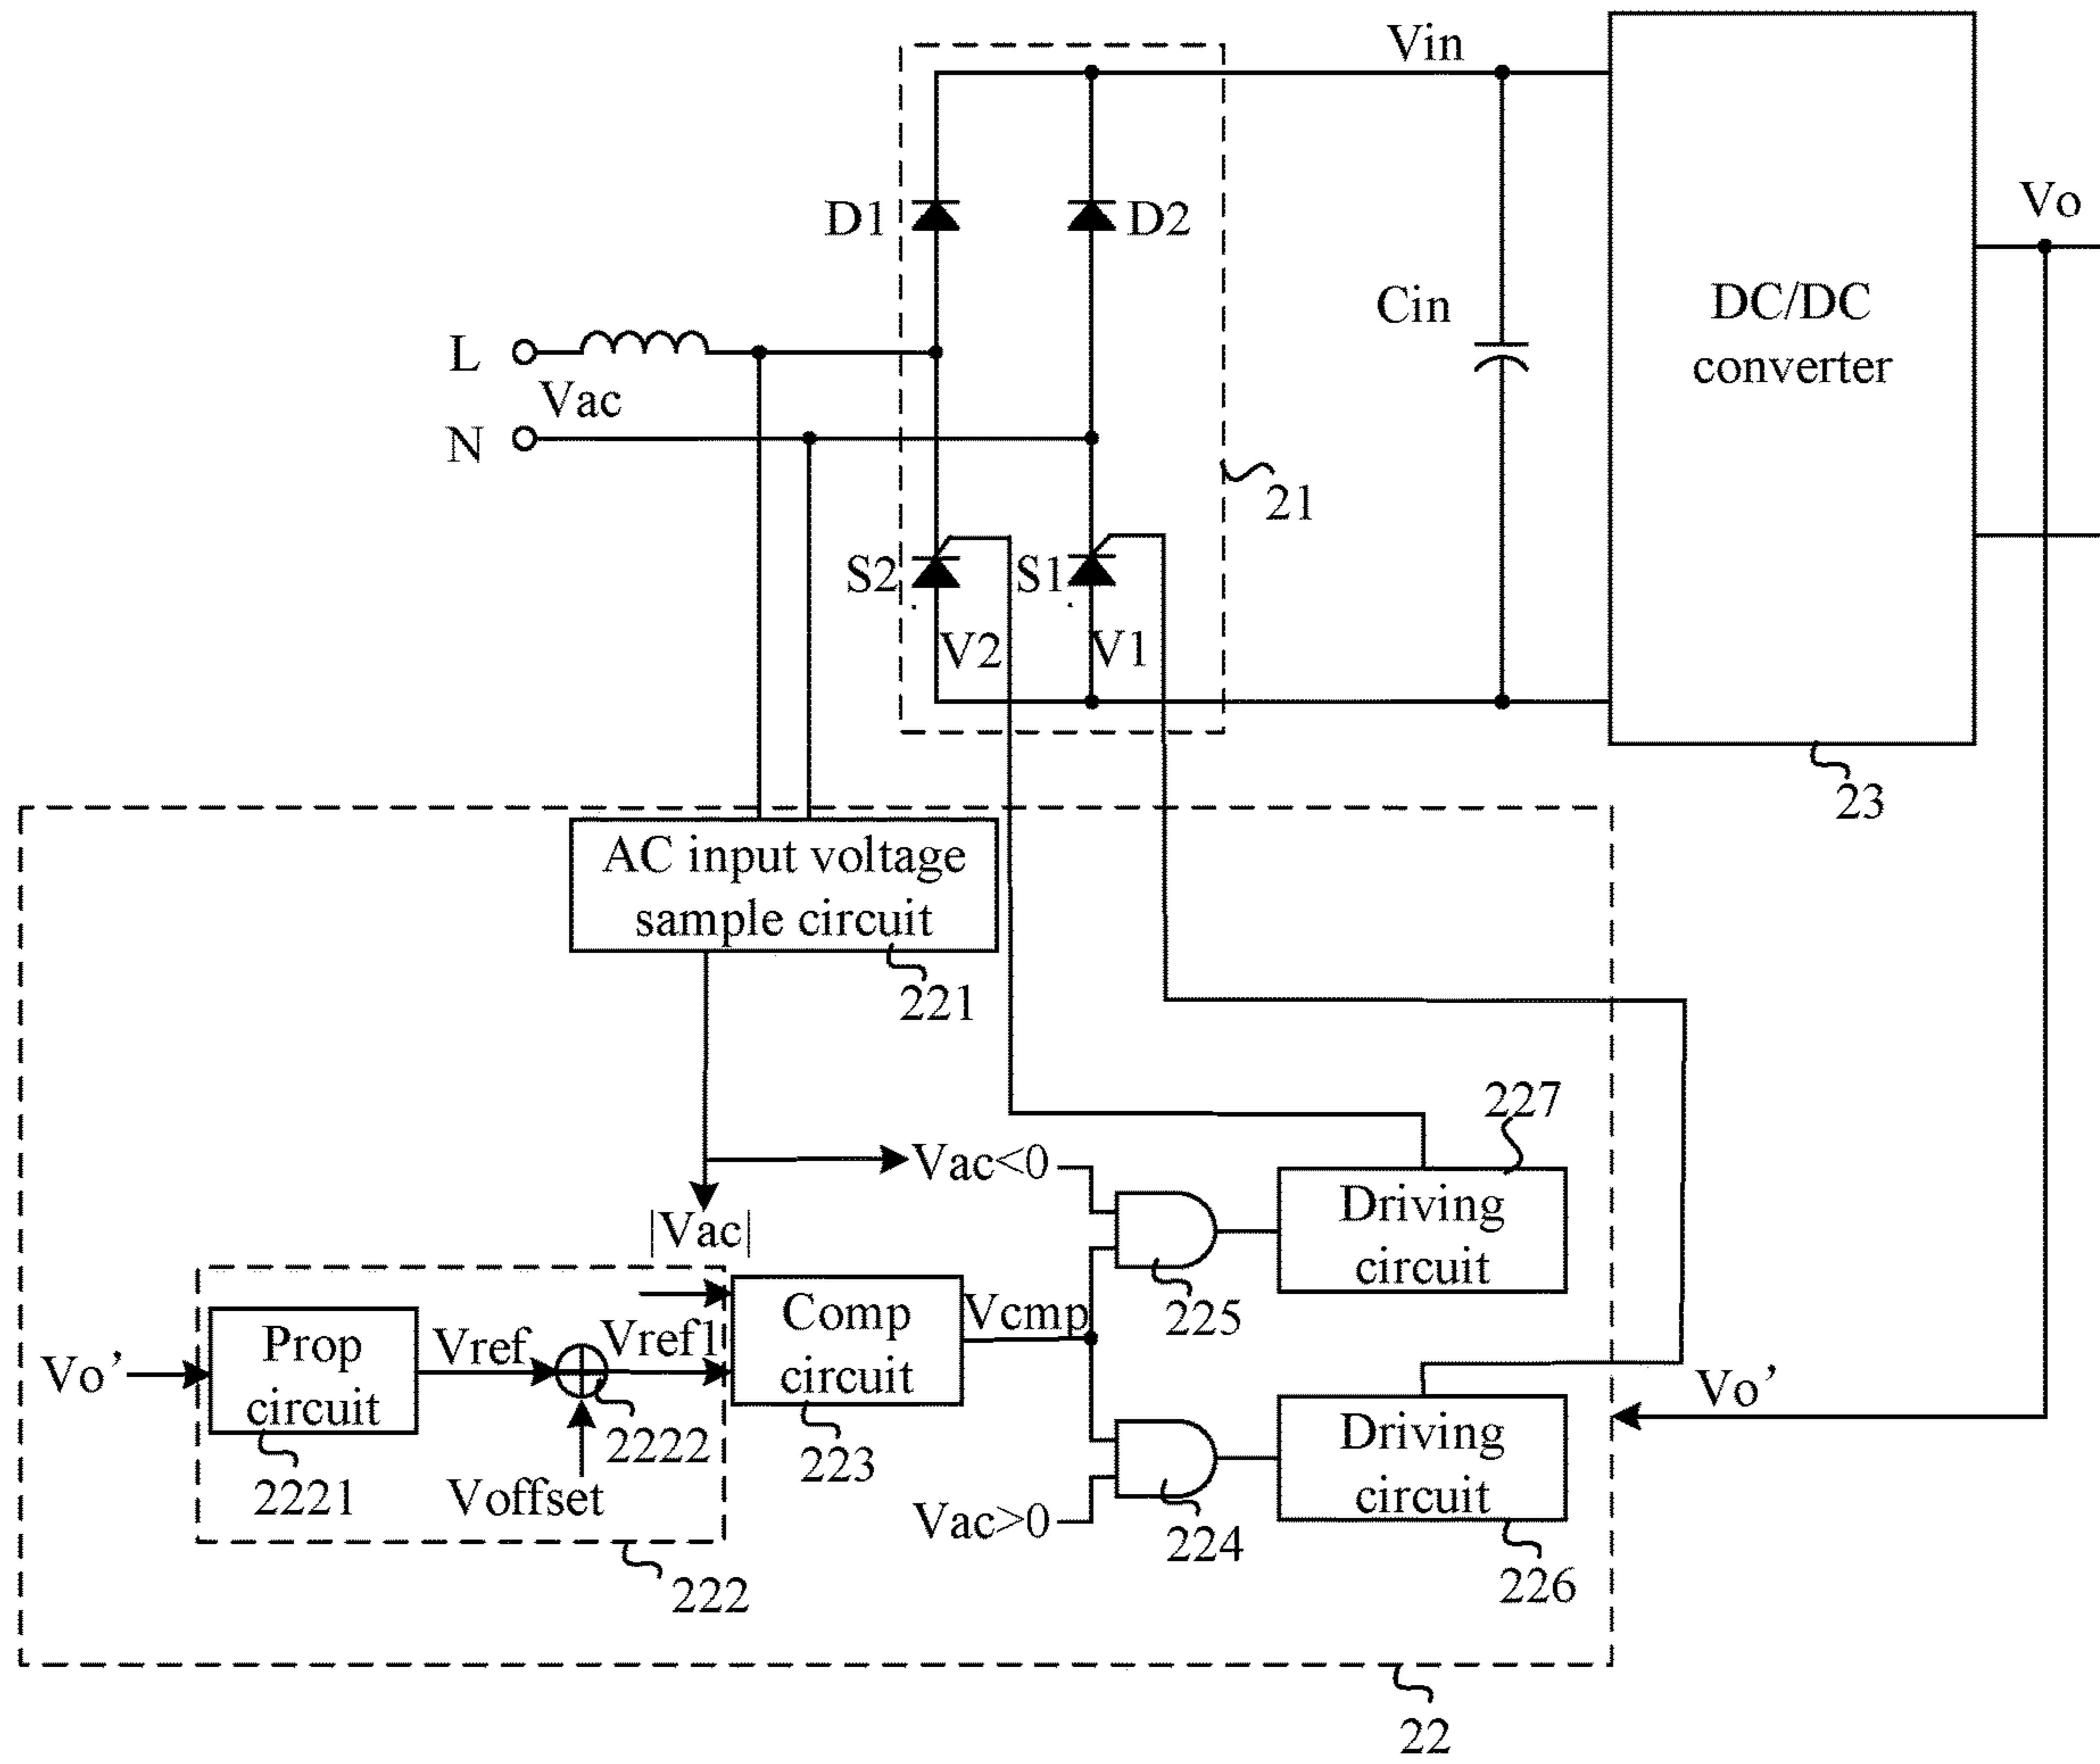 Vin
D1
D2
Vo
Cin
DC/DC
converter
L
Vac
N
21
S2
S1
V2
V1
23
AC input voltage
sample circuit
221
227
Vac<0
Driving
circuit
|Vac|
225
Comp
circuit
Vcmp
Prop
circuit
Vo’
Vref
Vref1
Vo’
2222
223
Driving
circuit
2221
Voffset
Vac>0
224
226
222
22